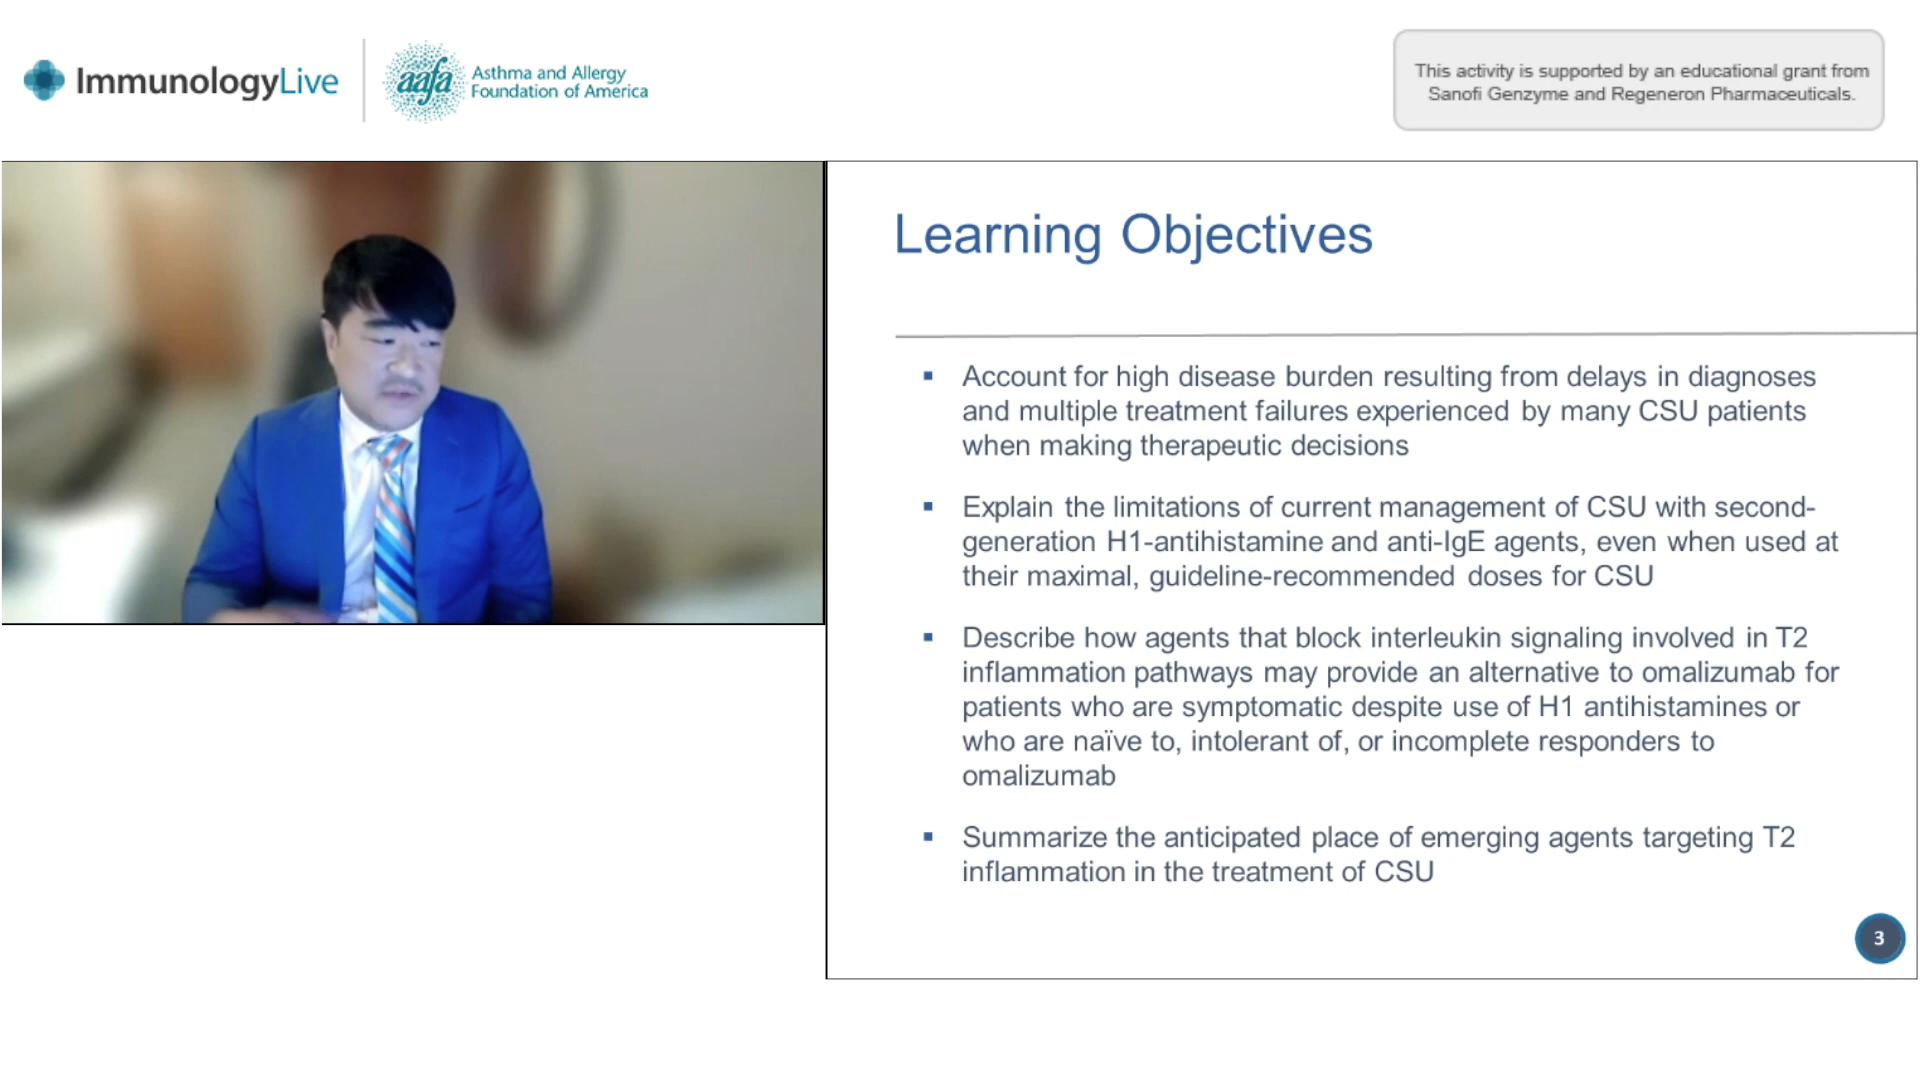 ImmunologyLive
aafa
Asthma and Allergy
Foundation of America
This activity is supported by an educational grant from
Sanofi Genzyme and Regeneron Pharmaceuticals.
Learning Objectives
▪ Account for high disease burden resulting from delays in diagnoses
and multiple treatment failures experienced by many CSU patients
when making therapeutic decisions
▪ Explain the limitations of current management of CSU with second-
generation H1-antihistamine and anti-IgE agents, even when used at
their maximal, guideline-recommended doses for CSU
▪ Describe how agents that block interleukin signaling involved in T2
inflammation pathways may provide an alternative to omalizumab for
patients who are symptomatic despite use of H1 antihistamines or
who are naïve to, intolerant of, or incomplete responders to
omalizumab
▪ Summarize the anticipated place of emerging agents targeting T2
inflammation in the treatment of CSU
3